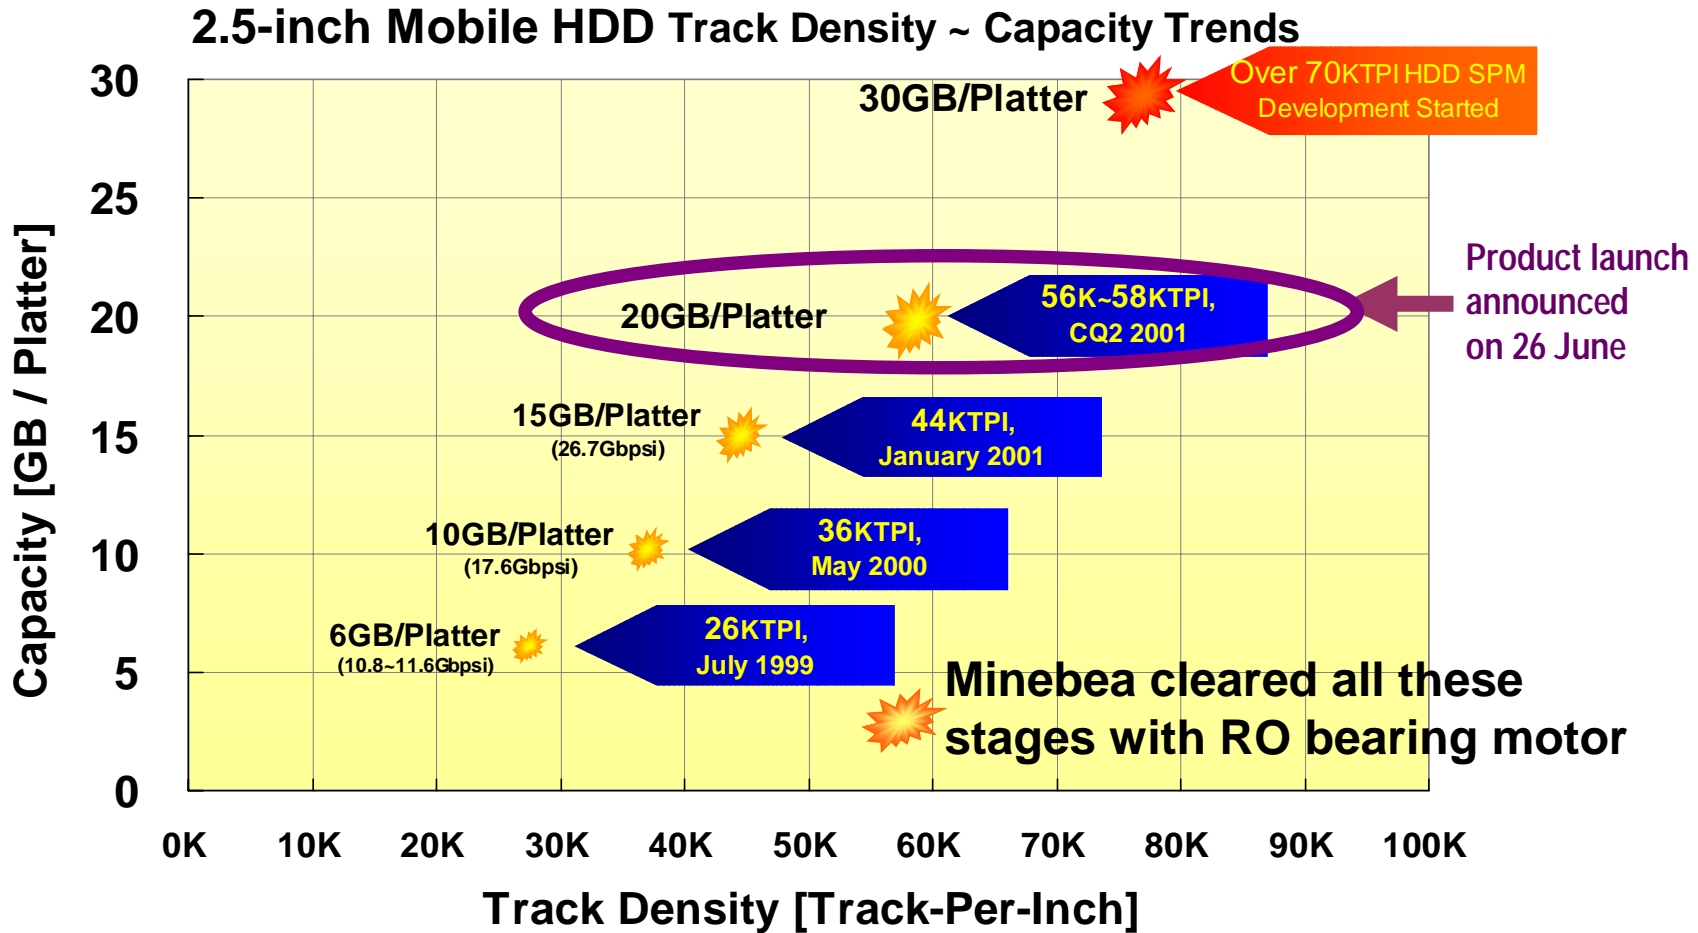 2.5-inch Mobile HDD Track Density ~ Capacity Trends
Over 70KTPI HDD SPM
Development Started
30GB/Platter
Product launch
announced
on 26 June
20GB/Platter
56K~58KTPI,
CQ2 2001
15GB/Platter
(26.7Gbpsi)
44KTPI,
January 2001
10GB/Platter
(17.6Gbpsi)
36KTPI,
May 2000
6GB/Platter
(10.8~11.6Gbpsi)
26KTPI,
July 1999
Minebea cleared all these
stages with RO bearing motor
Capacity [GB / Platter]
30
25
20
15
10
5
0
0K 10K 20K 30K 40K 50K 60K 70K 80K 90K 100K
Track Density [Track-Per-Inch]